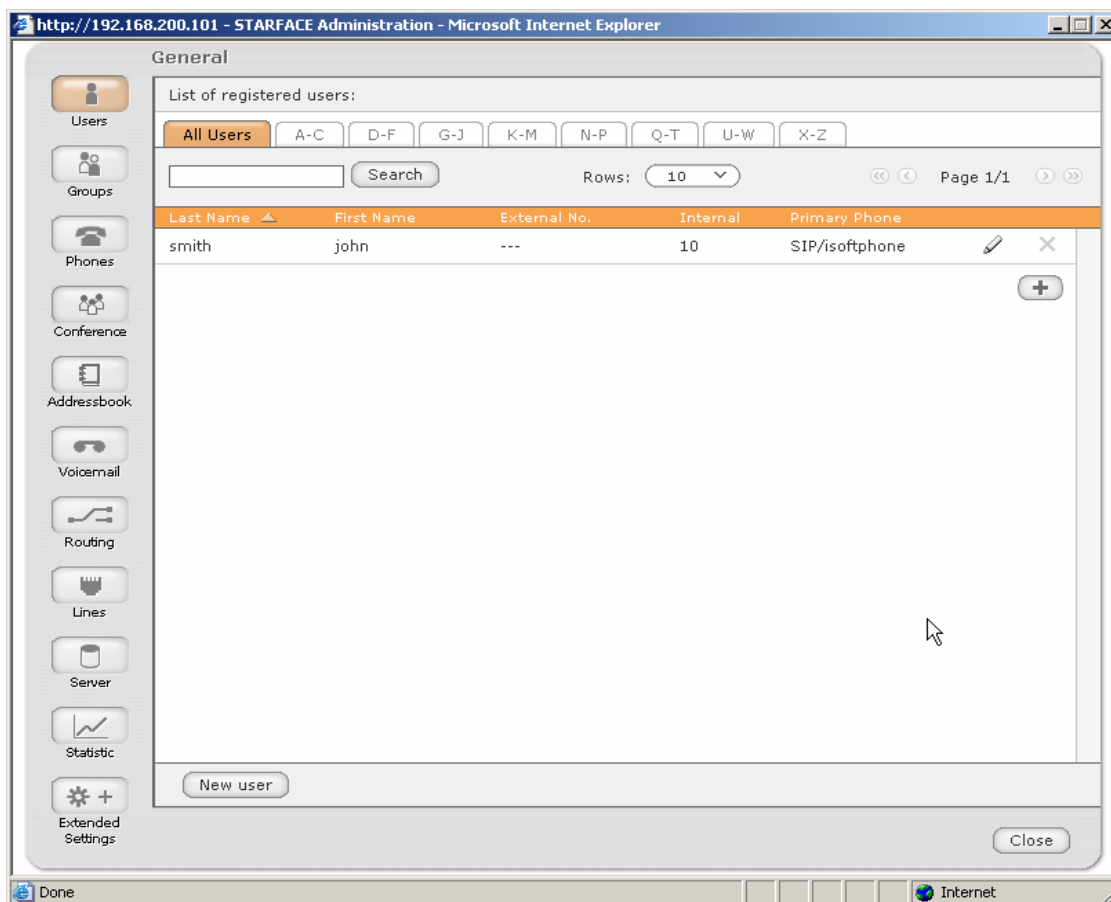 http://192.168.200.101 - STARFACE Administration - Microsoft Internet Explorer
General
Users
Groups
Phones
Conference
Addressbook
Voicemail
Routing
Lines
Server
Statistic
Extended
Settings
List of registered users:
All Users A-C D-F G-J K-M N-P Q-T U-W X-Z
Search Rows: 10 Page 1/1
Last Name First Name External No. Internal Primary Phone
smith john --- 10 SIP/isoftphone
New user
Close
Done Internet